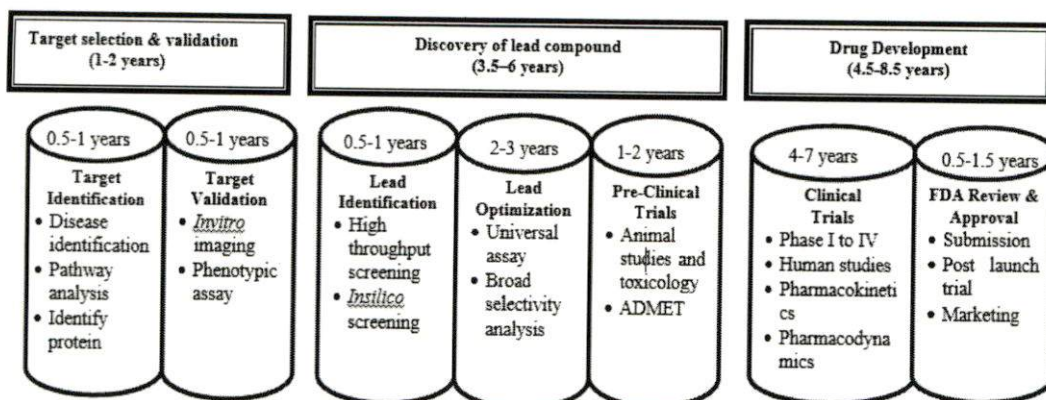 Target selection & validation
(1-2 years)
Discovery of lead compound
(3.5–6 years)
Drug Development
(4.5-8.5 years)
0.5-1 years
Target
Identification
• Disease
identification
• Pathway
analysis
• Identify
protein
0.5-1 years
Target
Validation
• Invitro
imaging
• Phenotypic
assay
0.5-1 years
Lead
Identification
• High
throughput
screening
• Insilico
screening
2-3 years
Lead
Optimization
• Universal
assay
• Broad
selectivity
analysis
1-2 years
Pre-Clinical
Trials
• Animal
studies and
toxicology
• ADMET
4-7 years
Clinical
Trials
• Phase I to IV
• Human studies
• Pharmacokineti
cs
• Pharmacodyna
mics
0.5-1.5 years
FDA Review &
Approval
• Submission
• Post launch
trial
• Marketing